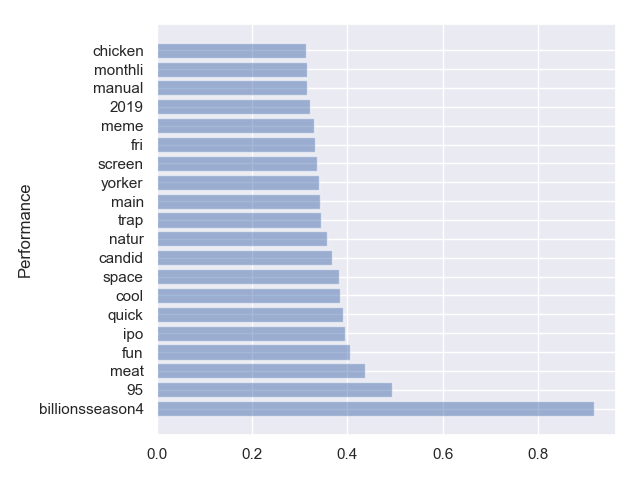 chicken
monthli
manual
2019
meme
fri
screen
yorker
main
trap
natur
candid
space
cool
quick
ipo
fun
meat
95
billionsseason4
Performance
0.0 0.2 0.4 0.6 0.8